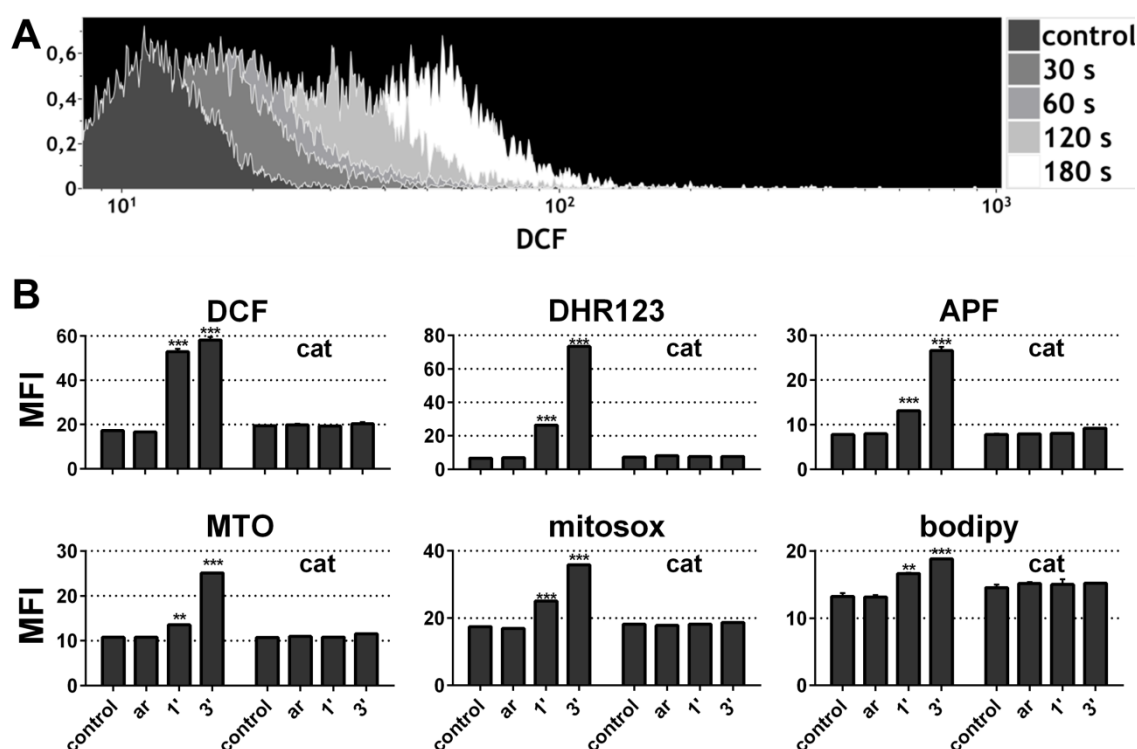 A
0,6
0,4
0,2
0
10¹
10²
10³
DCF
control
30 s
60 s
120 s
180 s
B
DCF
DHR123
APF
MFI
60
40
20
0
***
***
cat
80
60
40
20
0
***
***
cat
30
20
10
0
***
***
cat
MTO
mitosox
bodipy
MFI
30
20
10
0
**
***
cat
40
20
0
***
***
cat
20
10
0
**
***
cat
control ar 1' 3' control ar 1' 3'
control ar 1' 3' control ar 1' 3'
control ar 1' 3' control ar 1' 3'